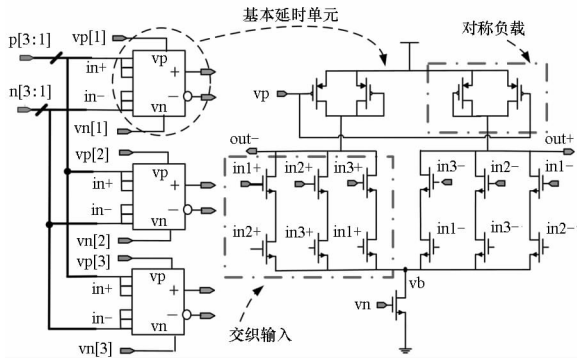 基本延时单元
对称负载
p[3:1]
vp[1]
vp
in+
in−
vn
n[3:1]
vn[1]
vp[2]
vp
in+
in−
vn
vn[2]
vp[3]
vp
in+
in−
vn
vn[3]
vp
out−
out+
in1+
in2+
in3+
in3−
in2−
in1−
in2+
in3+
in1+
in1−
in3−
in2−
vb
vn
交织输入